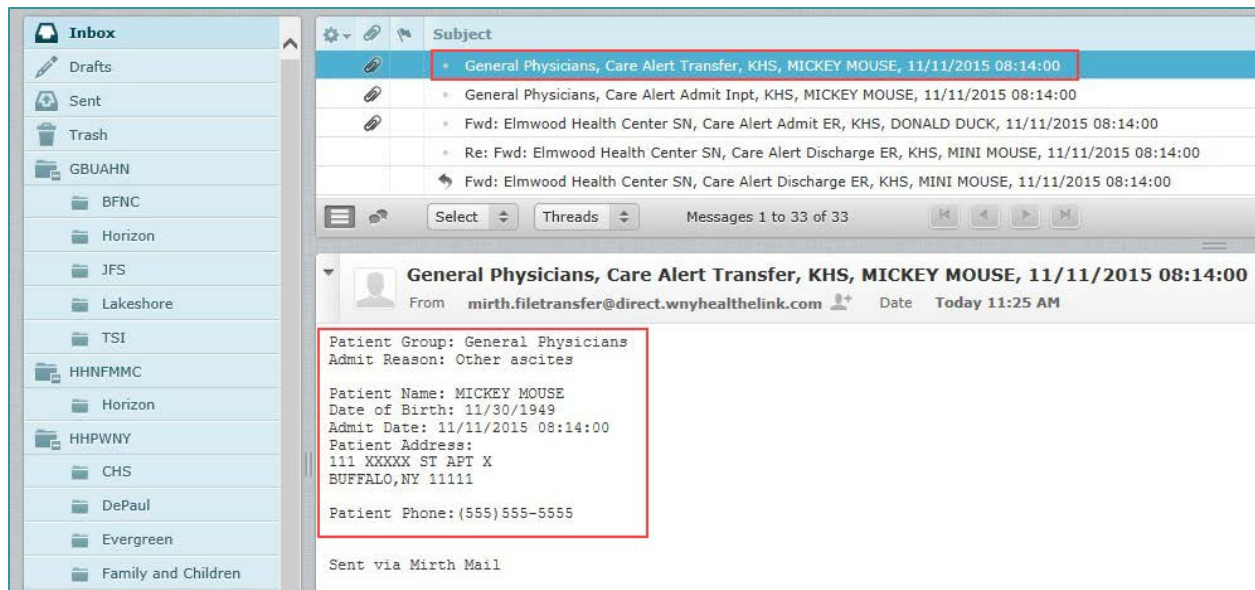 Inbox
Drafts
Sent
Trash
GBUAHN
BFNC
Horizon
JFS
Lakeshore
TSI
HHNFMMC
Horizon
HHPWNY
CHS
DePaul
Evergreen
Family and Children
Subject
General Physicians, Care Alert Transfer, KHS, MICKEY MOUSE, 11/11/2015 08:14:00
General Physicians, Care Alert Admit Inpt, KHS, MICKEY MOUSE, 11/11/2015 08:14:00
Fwd: Elmwood Health Center SN, Care Alert Admit ER, KHS, DONALD DUCK, 11/11/2015 08:14:00
Re: Fwd: Elmwood Health Center SN, Care Alert Discharge ER, KHS, MINI MOUSE, 11/11/2015 08:14:00
Fwd: Elmwood Health Center SN, Care Alert Discharge ER, KHS, MINI MOUSE, 11/11/2015 08:14:00
Select Threads Messages 1 to 33 of 33
General Physicians, Care Alert Transfer, KHS, MICKEY MOUSE, 11/11/2015 08:14:00
From mirth.filetransfer@direct.wnyhealthelink.com Date Today 11:25 AM
Patient Group: General Physicians
Admit Reason: Other ascites
Patient Name: MICKEY MOUSE
Date of Birth: 11/30/1949
Admit Date: 11/11/2015 08:14:00
Patient Address:
111 XXXXX ST APT X
BUFFALO,NY 11111
Patient Phone:(555)555-5555
Sent via Mirth Mail